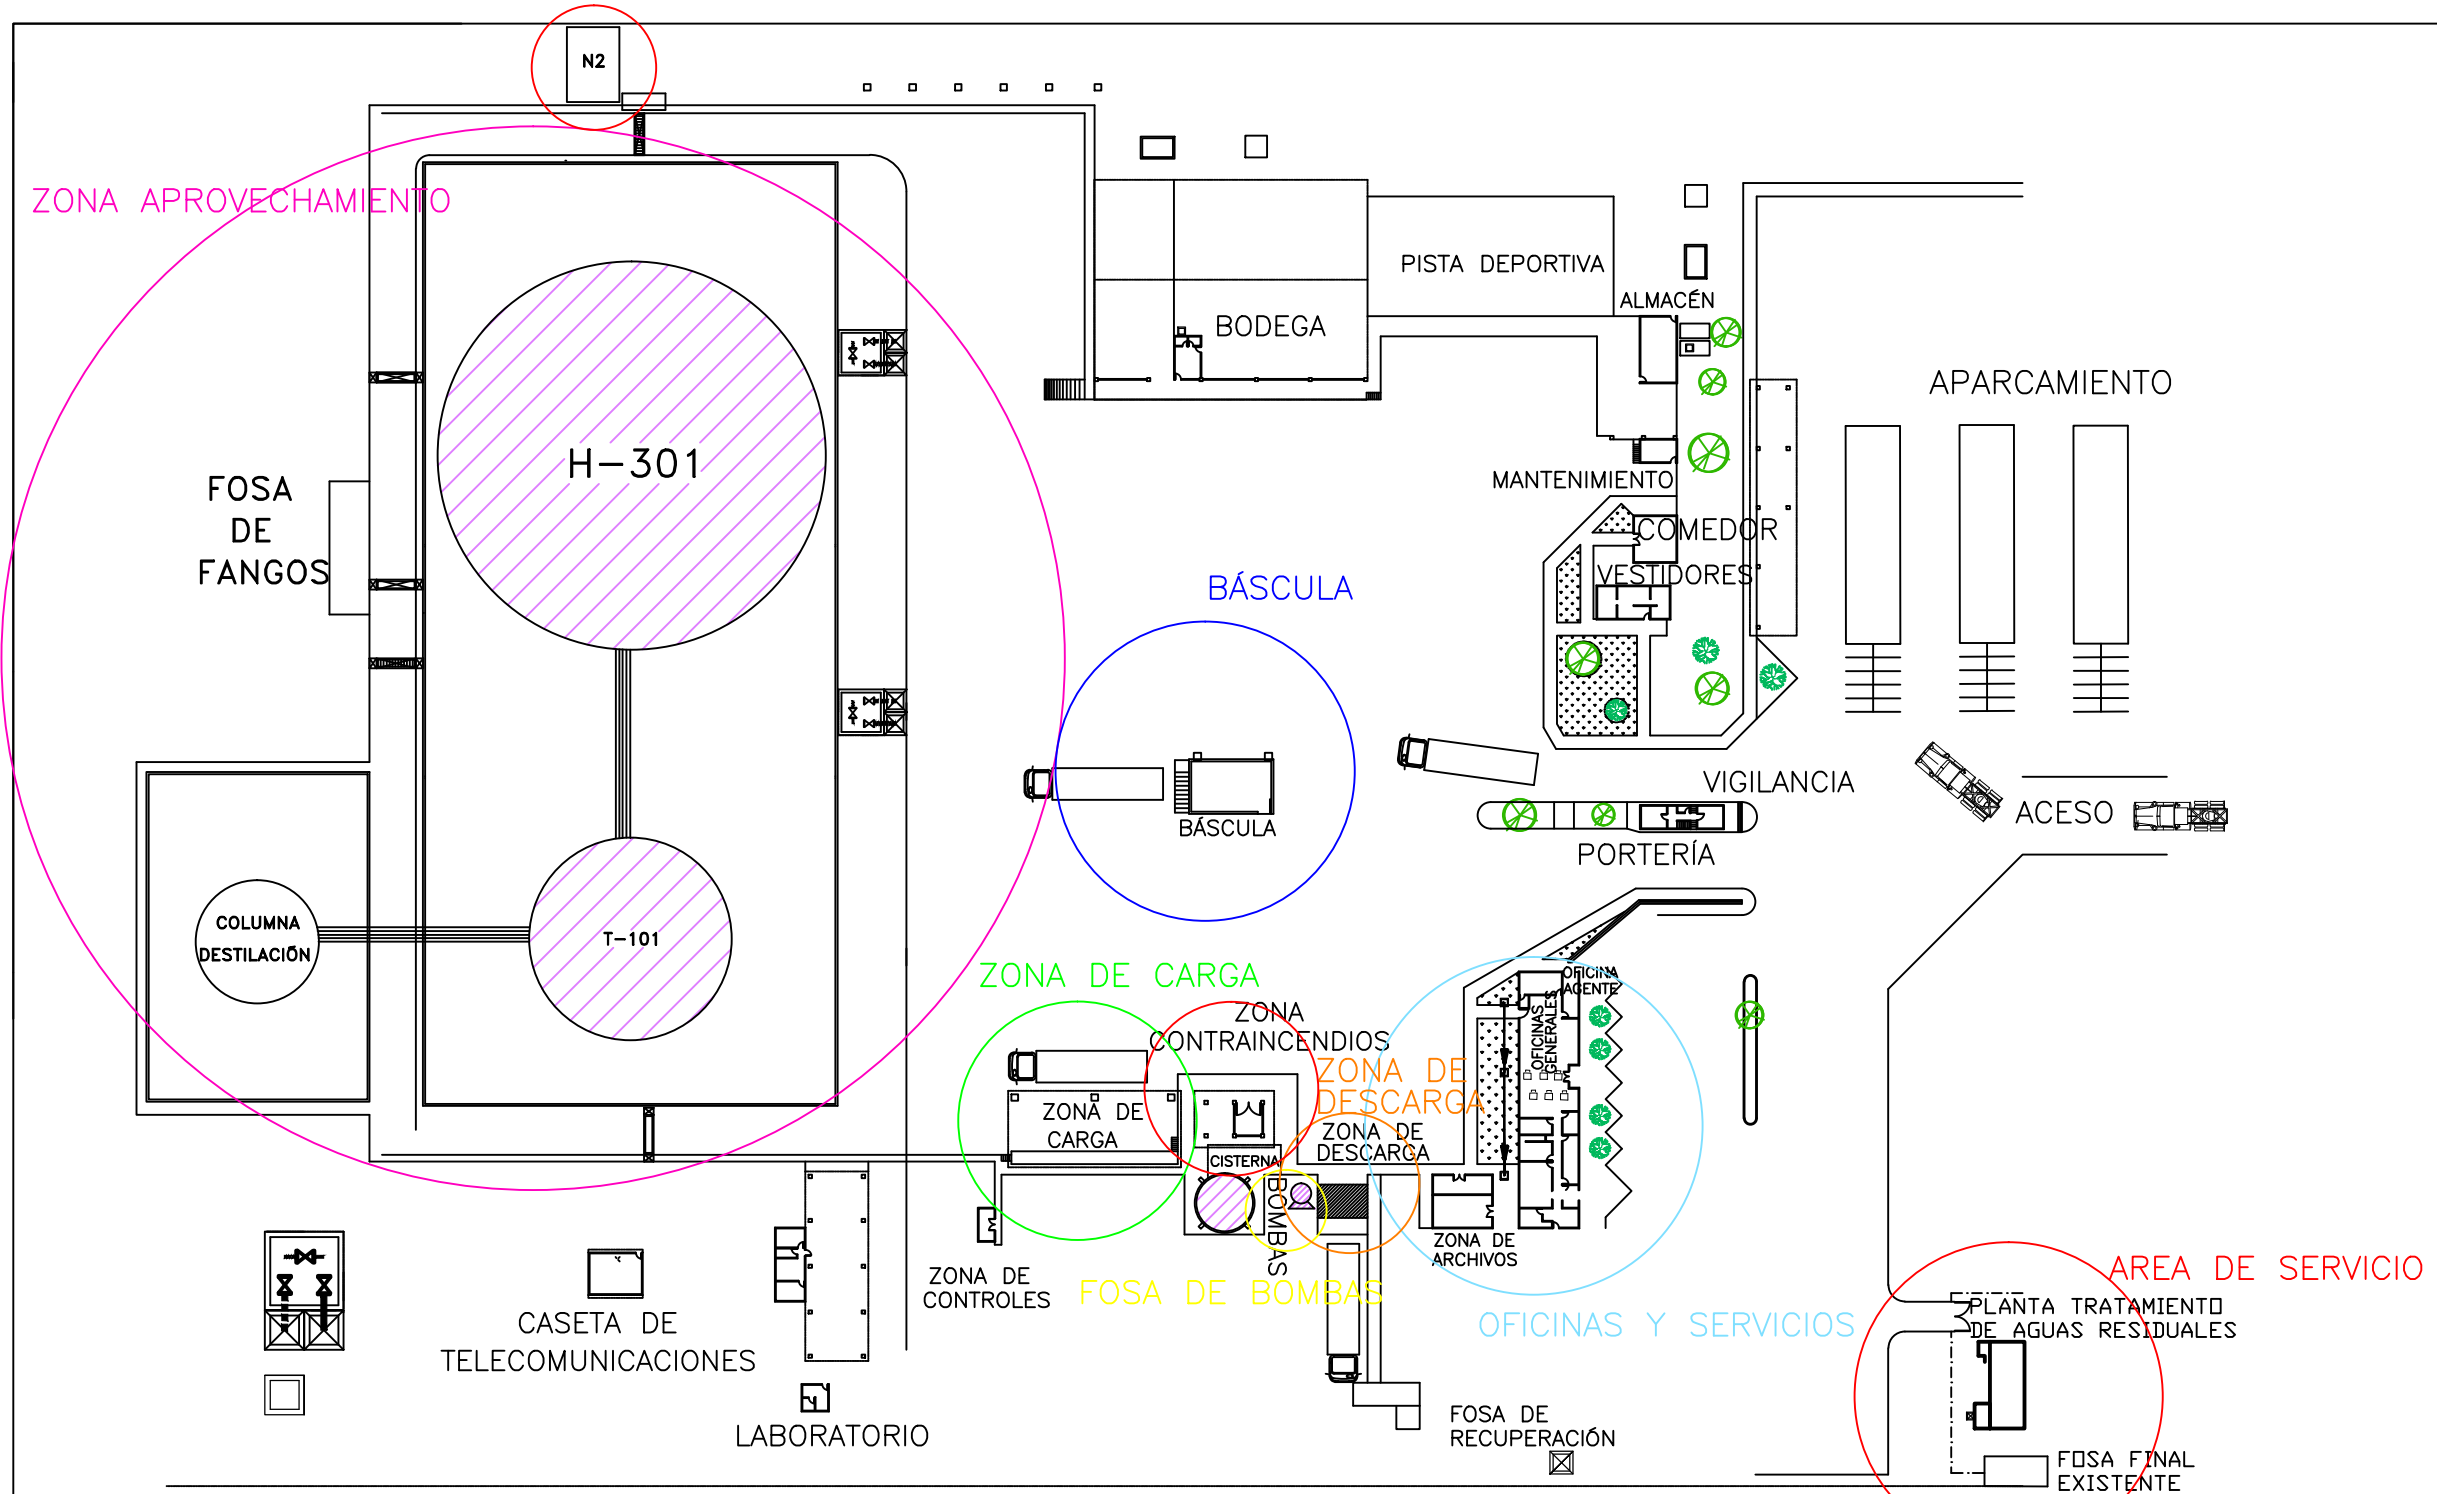 N2
ZONA APROVECHAMIENTO
PISTA DEPORTIVA
ALMACÉN
BODEGA
APARCAMIENTO
H-301
MANTENIMIENTO
FOSA
DE
FANGOS
COMEDOR
VESTIDORES
BÁSCULA
VIGILANCIA
ACESO
BÁSCULA
PORTERÍA
COLUMNA
DESTILACIÓN
T-101
ZONA DE CARGA
OFICINA
AGENTE
OFICINAS
GENERALES
ZONA
CONTRAINCENDIOS
ZONA DE
DESCARGA
ZONA DE
CARGA
ZONA DE
DESCARGA
CISTERNA
BOMBAS
ZONA DE
ARCHIVOS
ZONA DE
CONTROLES
FOSA DE BOMBAS
OFICINAS Y SERVICIOS
AREA DE SERVICIO
PLANTA TRATAMIENTO
DE AGUAS RESIDUALES
CASETA DE
TELECOMUNICACIONES
LABORATORIO
FOSA DE
RECUPERACIÓN
FOSA FINAL
EXISTENTE